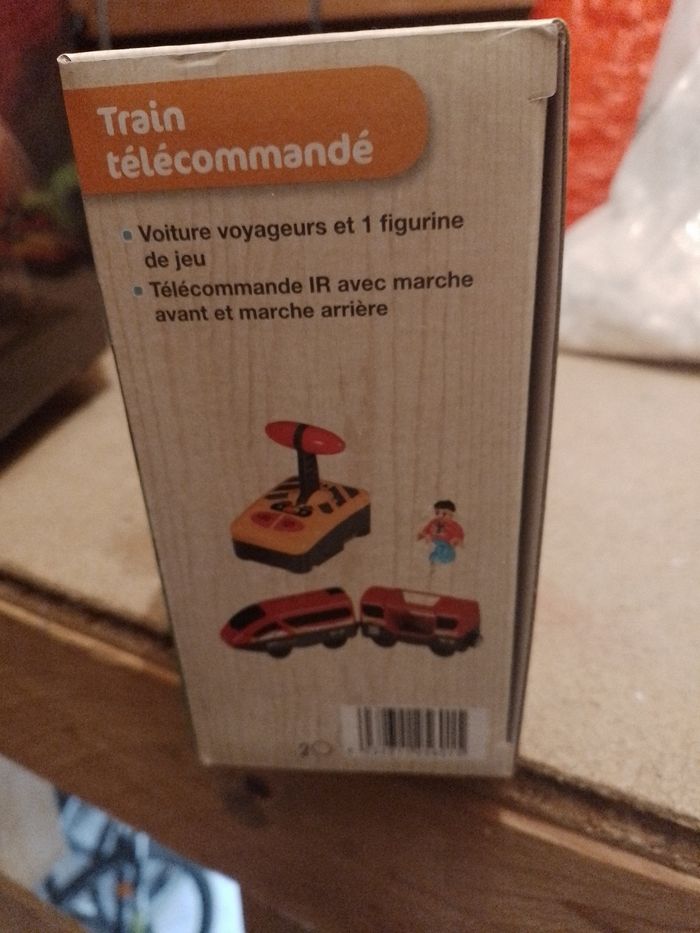 Train
télécommandé
• Voiture voyageurs et 1 figurine
de jeu
• Télécommande IR avec marche
avant et marche arrière